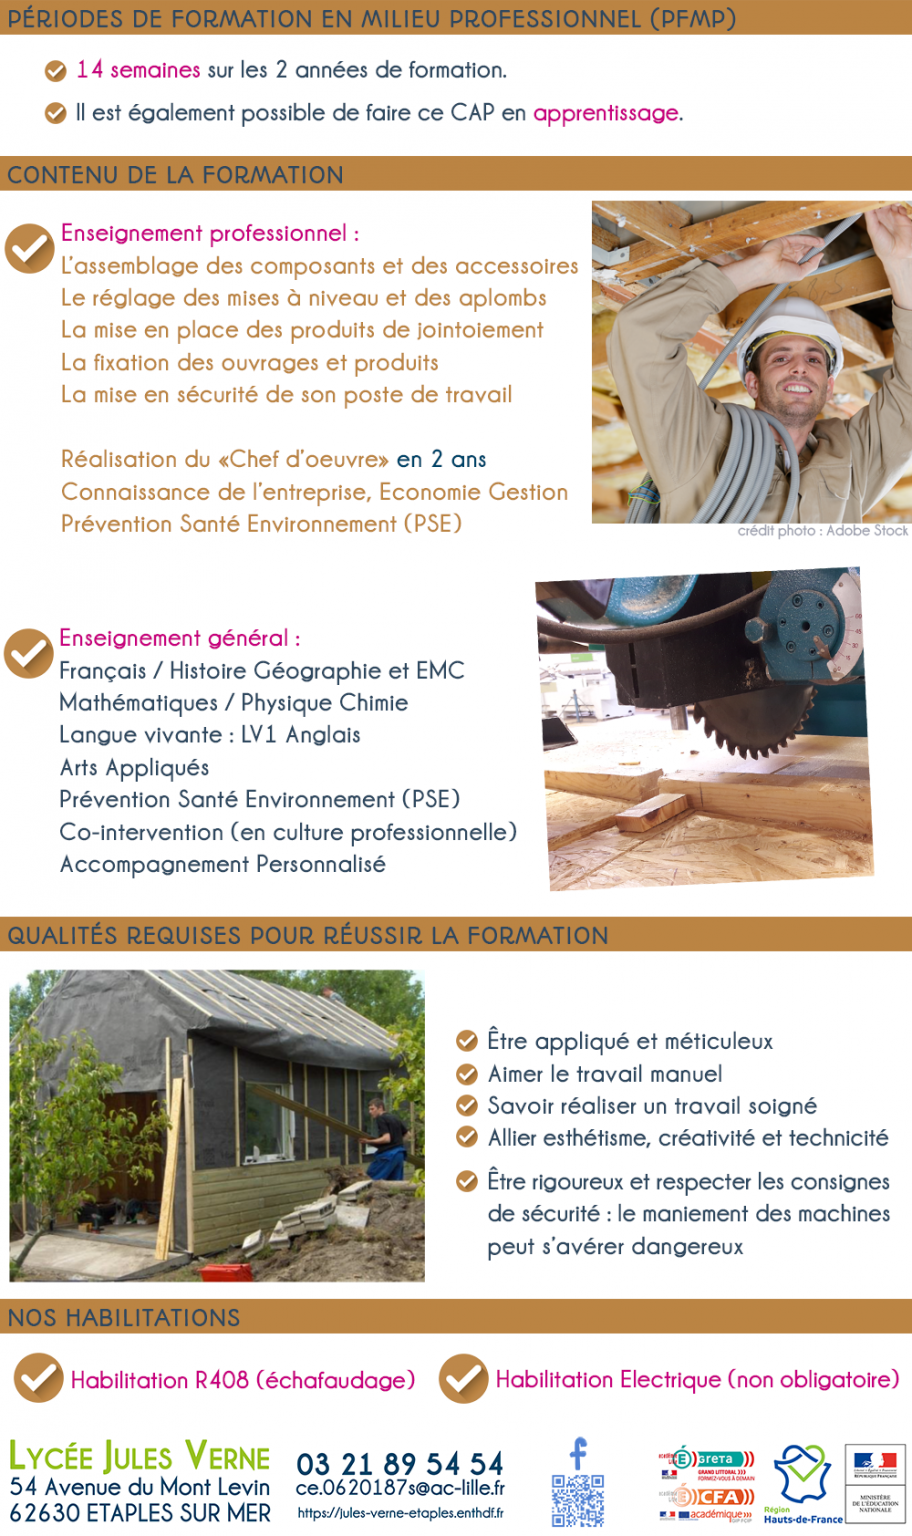 PÉRIODES DE FORMATION EN MILIEU PROFESSIONNEL (PFMP)
14 semaines sur les 2 années de formation.
Il est également possible de faire ce CAP en apprentissage.
CONTENU DE LA FORMATION
Enseignement professionnel :
L'assemblage des composants et des accessoires
Le réglage des mises à niveau et des aplombs
La mise en place des produits de jointoiement
La fixation des ouvrages et produits
La mise en sécurité de son poste de travail
Réalisation du «Chef d'oeuvre» en 2 ans
Connaissance de l'entreprise, Economie Gestion
Prévention Santé Environnement (PSE)
crédit photo : Adobe Stock
Enseignement général :
Français / Histoire Géographie et EMC
Mathématiques / Physique Chimie
Langue vivante : LV1 Anglais
Arts Appliqués
Prévention Santé Environnement (PSE)
Co-intervention (en culture professionnelle)
Accompagnement Personnalisé
QUALITÉS REQUISES POUR RÉUSSIR LA FORMATION
Être appliqué et méticuleux
Aimer le travail manuel
Savoir réaliser un travail soigné
Allier esthétisme, créativité et technicité
Être rigoureux et respecter les consignes
de sécurité : le maniement des machines
peut s'avérer dangereux
NOS HABILITATIONS
Habilitation R408 (échafaudage)
Habilitation Electrique (non obligatoire)
LYCÉE JULES VERNE
54 Avenue du Mont Levin
62630 ETAPLES SUR MER
03 21 89 54 54
ce.0620187s@ac-lille.fr
https://jules-verne-etaples.enthdf.fr
f
greta
GRAND LITTORAL
FORMEZ-VOUS À DEMAIN
CFA
académique
Région
Hauts-de-France
MINISTÈRE
DE L'ÉDUCATION
NATIONALE